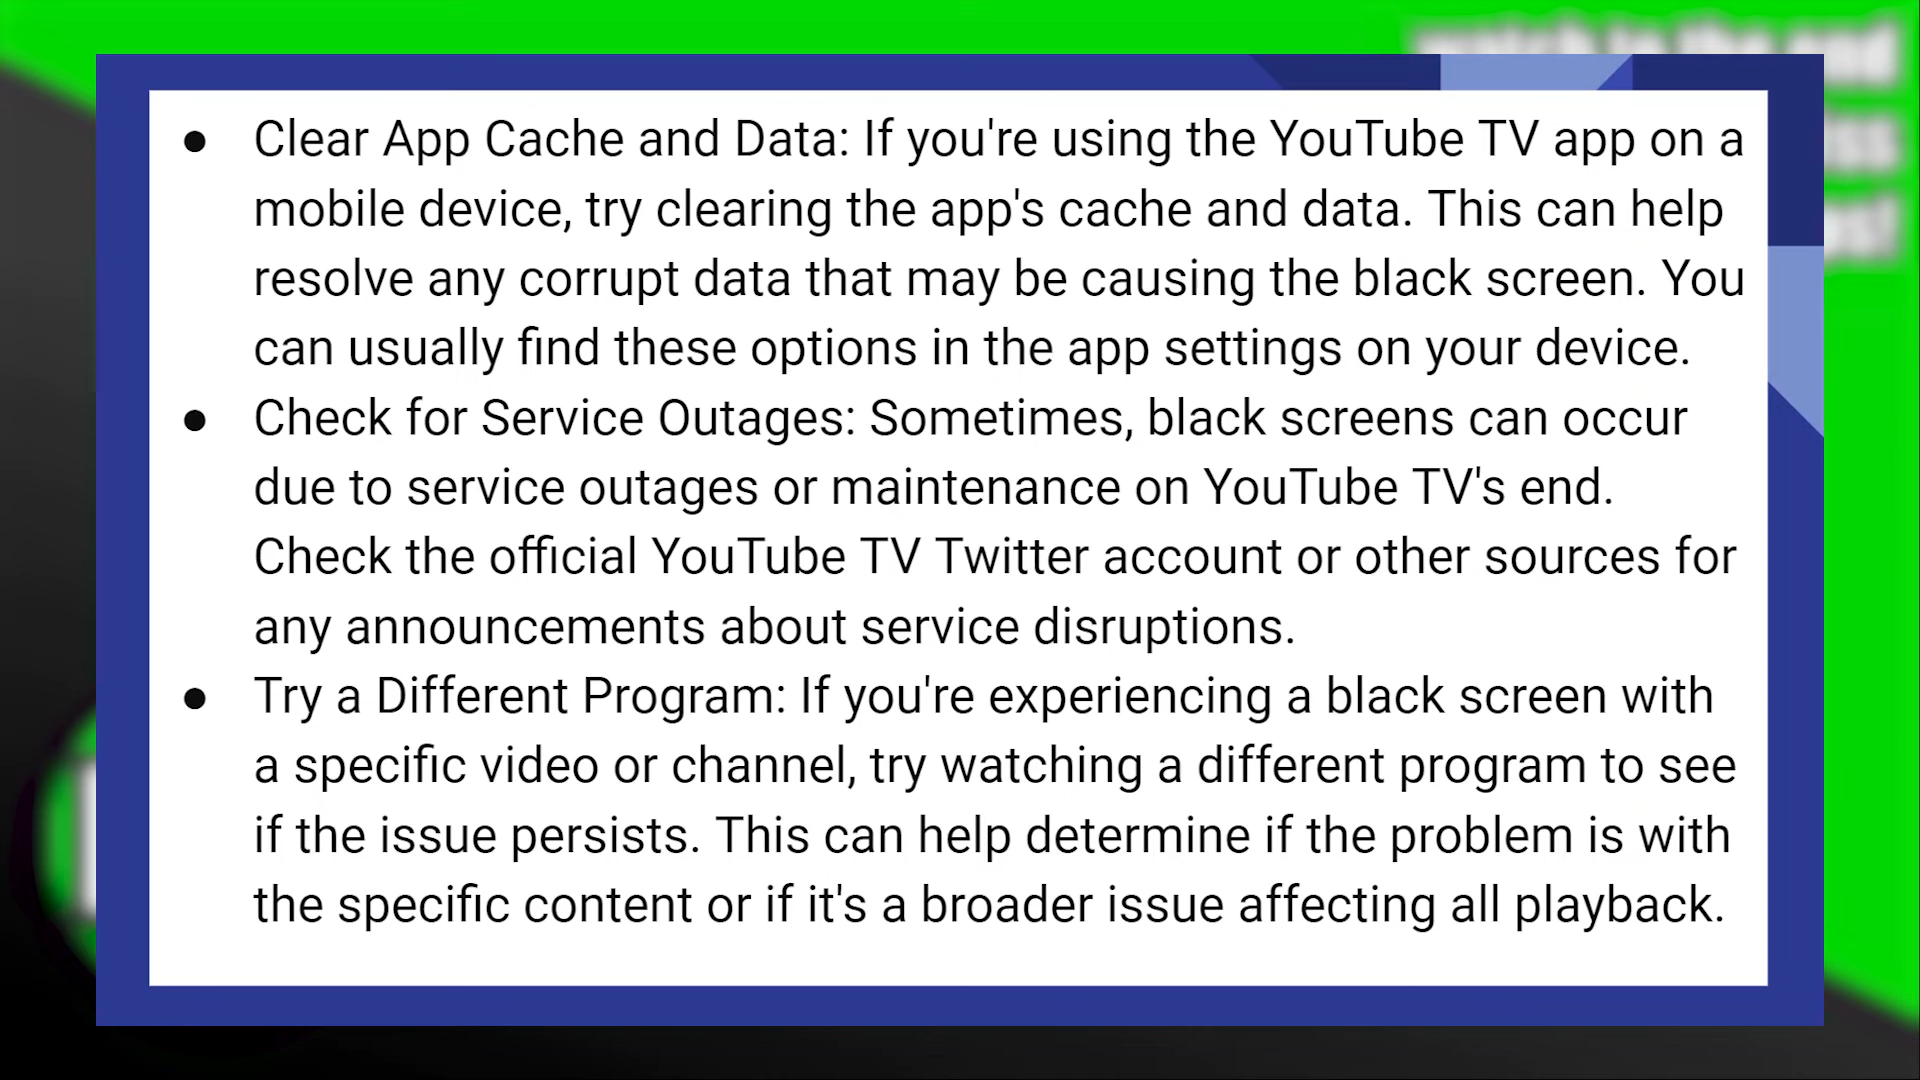 ● Clear App Cache and Data: If you're using the YouTube TV app on a
mobile device, try clearing the app's cache and data. This can help
resolve any corrupt data that may be causing the black screen. You
can usually find these options in the app settings on your device.
● Check for Service Outages: Sometimes, black screens can occur
due to service outages or maintenance on YouTube TV's end.
Check the official YouTube TV Twitter account or other sources for
any announcements about service disruptions.
● Try a Different Program: If you're experiencing a black screen with
a specific video or channel, try watching a different program to see
if the issue persists. This can help determine if the problem is with
the specific content or if it's a broader issue affecting all playback.